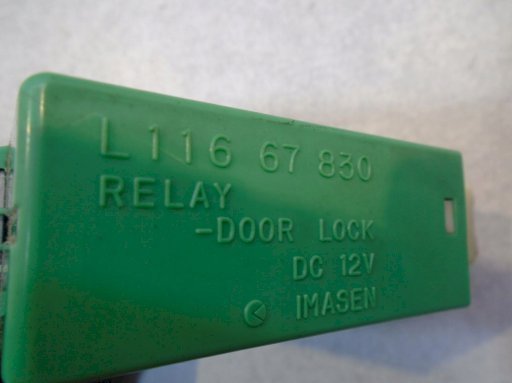 L116 67 830
RELAY
-DOOR LOCK
DC 12V
IMASEN